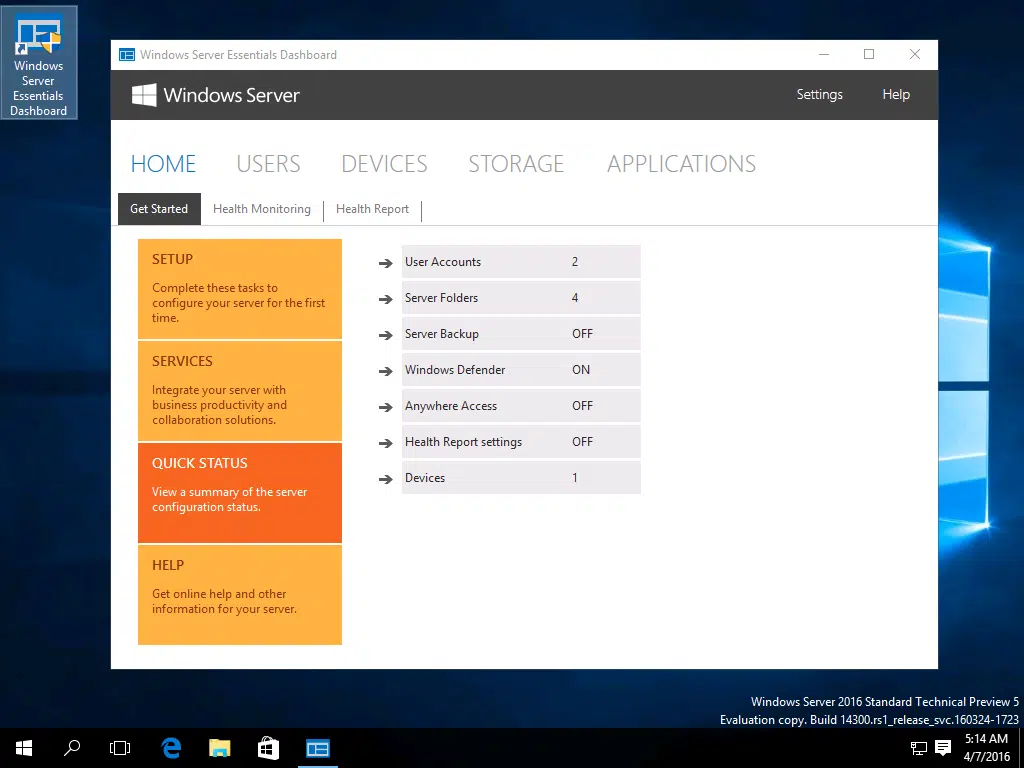 Windows
Server
Essentials
Dashboard
Windows Server Essentials Dashboard
Windows Server
Settings Help
HOME USERS DEVICES STORAGE APPLICATIONS
Get Started Health Monitoring Health Report
SETUP
Complete these tasks to
configure your server for the first
time.
SERVICES
Integrate your server with
business productivity and
collaboration solutions.
QUICK STATUS
View a summary of the server
configuration status.
HELP
Get online help and other
information for your server.
User Accounts 2
Server Folders 4
Server Backup OFF
Windows Defender ON
Anywhere Access OFF
Health Report settings OFF
Devices 1
Windows Server 2016 Standard Technical Preview 5
Evaluation copy. Build 14300.rs1_release_svc.160324-1723
5:14 AM
4/7/2016